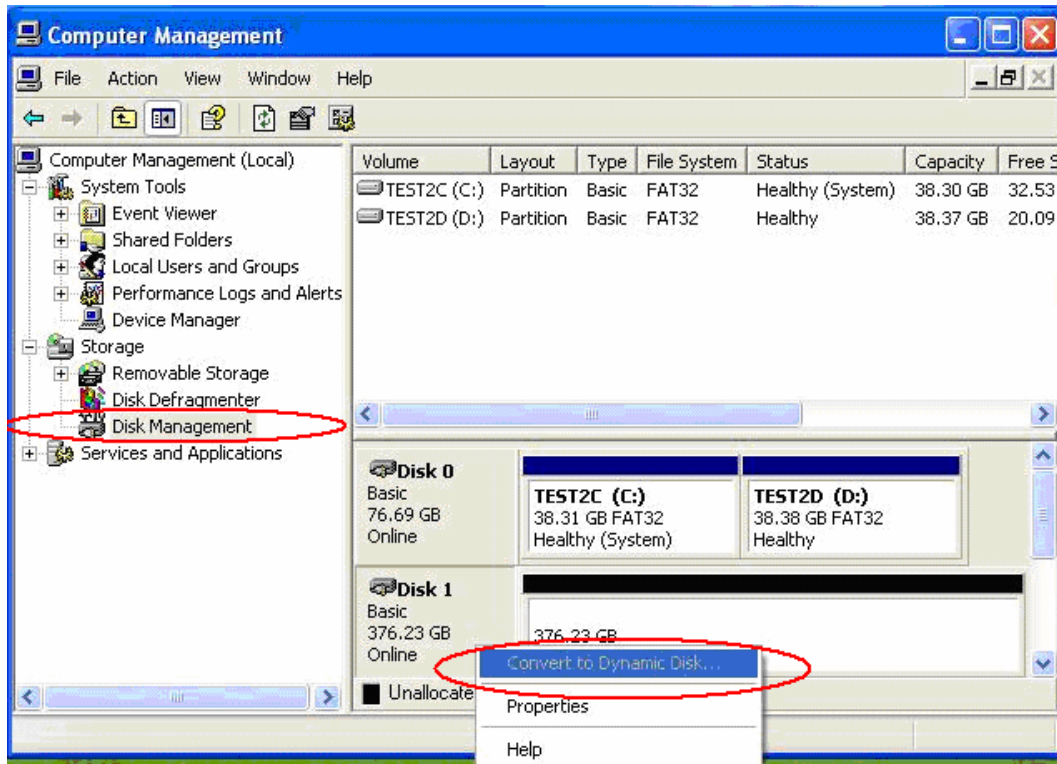 Computer Management
File Action View Window Help
Computer Management (Local)
System Tools
Event Viewer
Shared Folders
Local Users and Groups
Performance Logs and Alerts
Device Manager
Storage
Removable Storage
Disk Defragmenter
Disk Management
Services and Applications
Volume Layout Type File System Status Capacity Free S
TEST2C (C:) Partition Basic FAT32 Healthy (System) 38.30 GB 32.53
TEST2D (D:) Partition Basic FAT32 Healthy 38.37 GB 20.09
Disk 0
Basic
76.69 GB
Online
TEST2C (C:)
38.31 GB FAT32
Healthy (System)
TEST2D (D:)
38.38 GB FAT32
Healthy
Disk 1
Basic
376.23 GB
Online
376.23 GB
Unallocate
Convert to Dynamic Disk...
Properties
Help